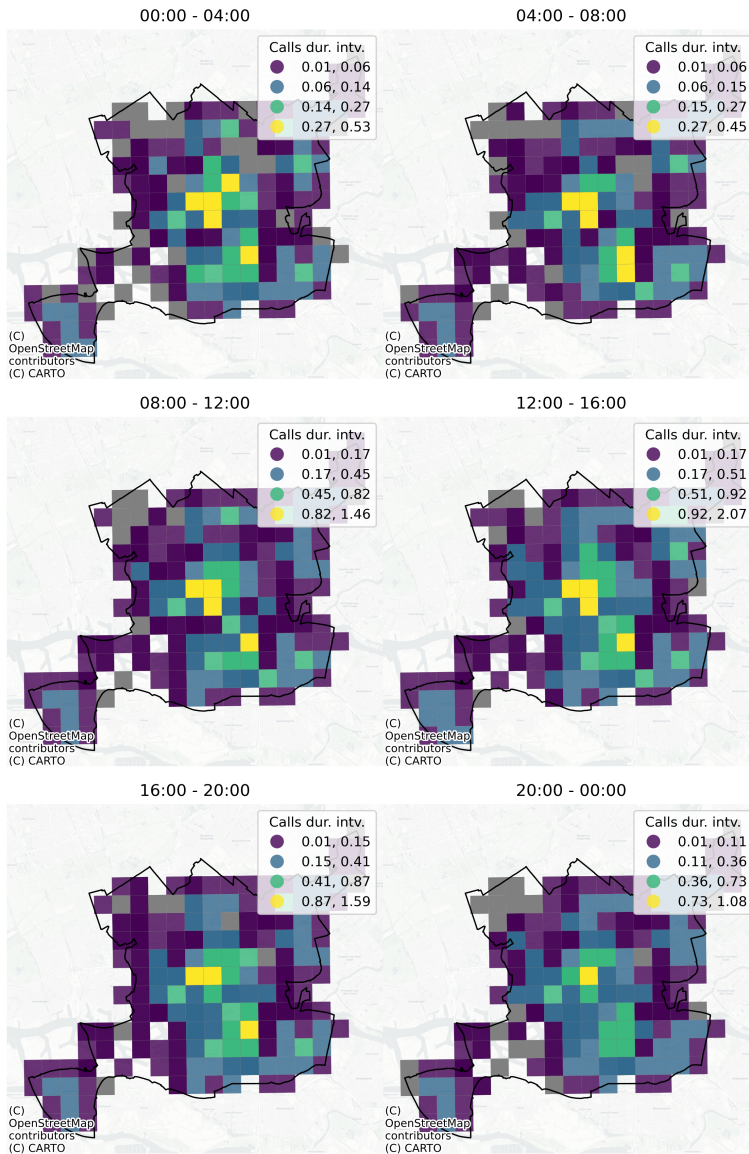 00:00 - 04:00
Calls dur. intv.
0.01, 0.06
0.06, 0.14
0.14, 0.27
0.27, 0.53
(C)
OpenStreetMap
contributors
(C) CARTO
04:00 - 08:00
Calls dur. intv.
0.01, 0.06
0.06, 0.15
0.15, 0.27
0.27, 0.45
(C)
OpenStreetMap
contributors
(C) CARTO
08:00 - 12:00
Calls dur. intv.
0.01, 0.17
0.17, 0.45
0.45, 0.82
0.82, 1.46
(C)
OpenStreetMap
contributors
(C) CARTO
12:00 - 16:00
Calls dur. intv.
0.01, 0.17
0.17, 0.51
0.51, 0.92
0.92, 2.07
(C)
OpenStreetMap
contributors
(C) CARTO
16:00 - 20:00
Calls dur. intv.
0.01, 0.15
0.15, 0.41
0.41, 0.87
0.87, 1.59
(C)
OpenStreetMap
contributors
(C) CARTO
20:00 - 00:00
Calls dur. intv.
0.01, 0.11
0.11, 0.36
0.36, 0.73
0.73, 1.08
(C)
OpenStreetMap
contributors
(C) CARTO